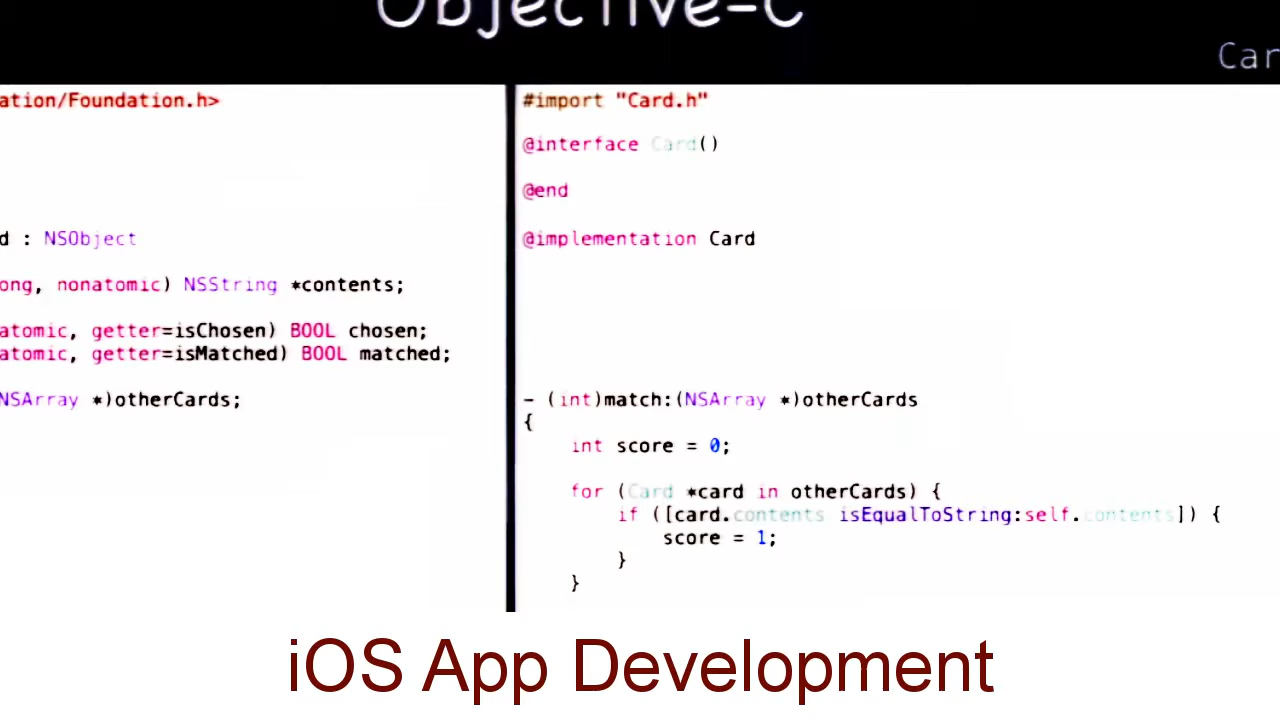 Objective-C
Car
ation/Foundation.h>
d : NSObject
ong, nonatomic) NSString *contents;
atomic, getter=isChosen) BOOL chosen;
atomic, getter=isMatched) BOOL matched;
NSArray *)otherCards;
#import "Card.h"
@interface Card()
@end
@implementation Card
- (int)match:(NSArray *)otherCards
{
int score = 0;
for (Card *card in otherCards) {
if ([card.contents isEqualToString:self.contents]) {
score = 1;
}
}
iOS App Development